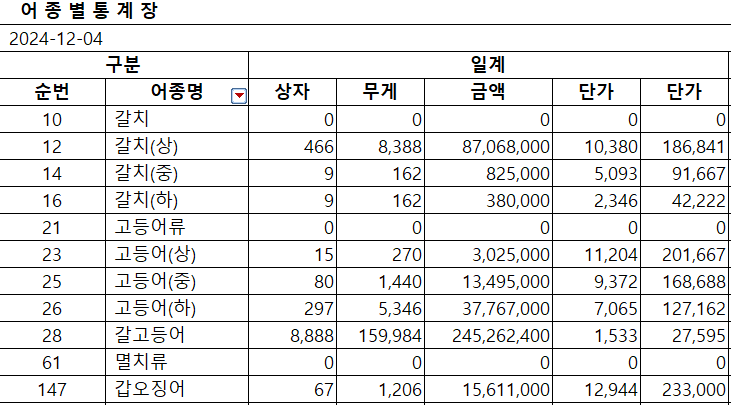 어 종 별 통 계 장
2024-12-04
구분 일계
순번 어종명 상자 무게 금액 단가 단가
10 갈치 0 0 0 0 0
12 갈치(상) 466 8,388 87,068,000 10,380 186,841
14 갈치(중) 9 162 825,000 5,093 91,667
16 갈치(하) 9 162 380,000 2,346 42,222
21 고등어류 0 0 0 0 0
23 고등어(상) 15 270 3,025,000 11,204 201,667
25 고등어(중) 80 1,440 13,495,000 9,372 168,688
26 고등어(하) 297 5,346 37,767,000 7,065 127,162
28 갈고등어 8,888 159,984 245,262,400 1,533 27,595
61 멸치류 0 0 0 0 0
147 갑오징어 67 1,206 15,611,000 12,944 233,000